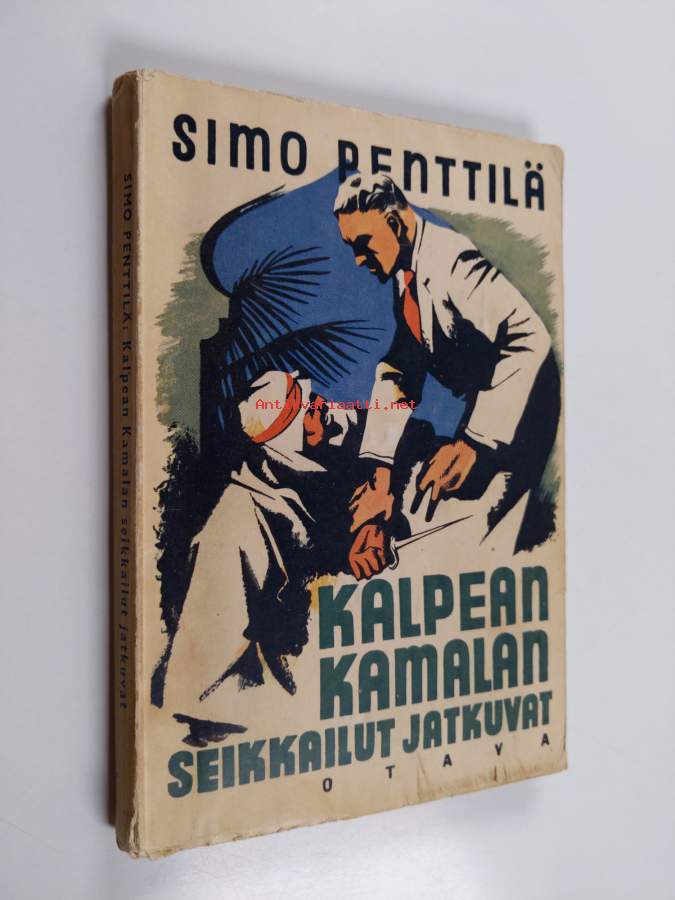 SIMO PENTTILÄ
KALPEAN
KAMALAN
SEIKKAILUT JATKUVAT
OTAVA
SIMO PENTTILÄ: Kalpean Kamalan seikkailut jatkuvat
Antikvariaatti.net